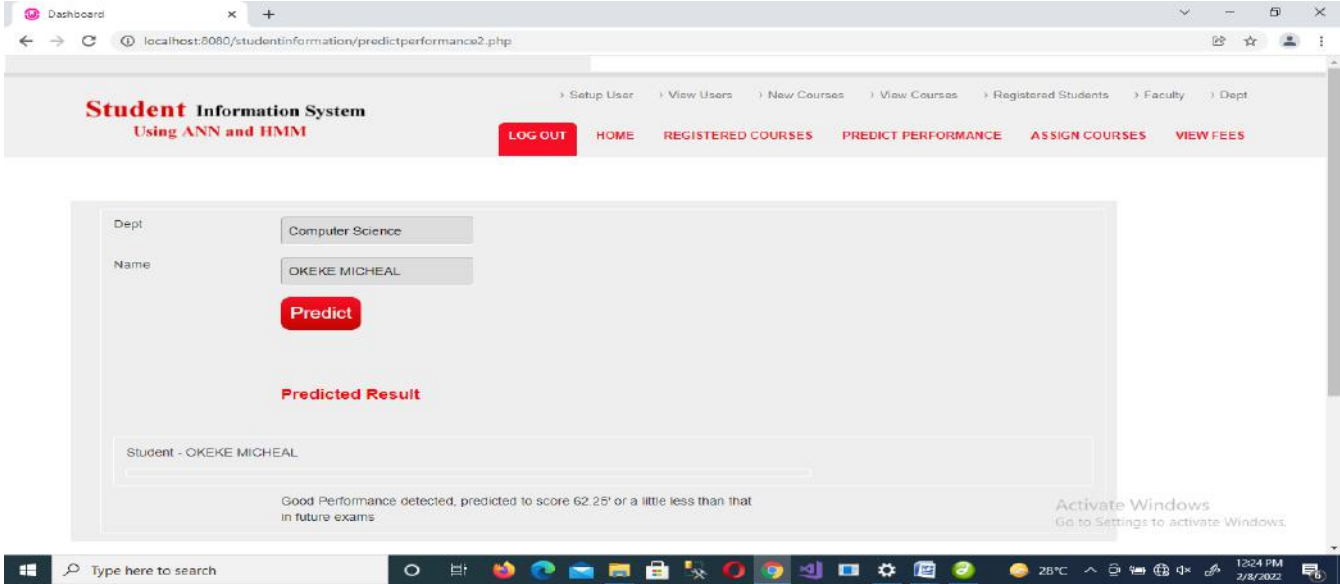 Dashboard
localhost:8080/studentinformation/predictperformance2.php
› Setup User › View Users › New Courses › View Courses › Registered Students › Faculty › Dept
Student Information System
Using ANN and HMM
LOG OUT HOME REGISTERED COURSES PREDICT PERFORMANCE ASSIGN COURSES VIEW FEES
Dept Computer Science
Name OKEKE MICHEAL
Predict
Predicted Result
Student - OKEKE MICHEAL
Good Performance detected, predicted to score 62.25' or a little less than that
in future exams
Activate Windows
Go to Settings to activate Windows.
Type here to search
28°C
12:24 PM
2/8/2022